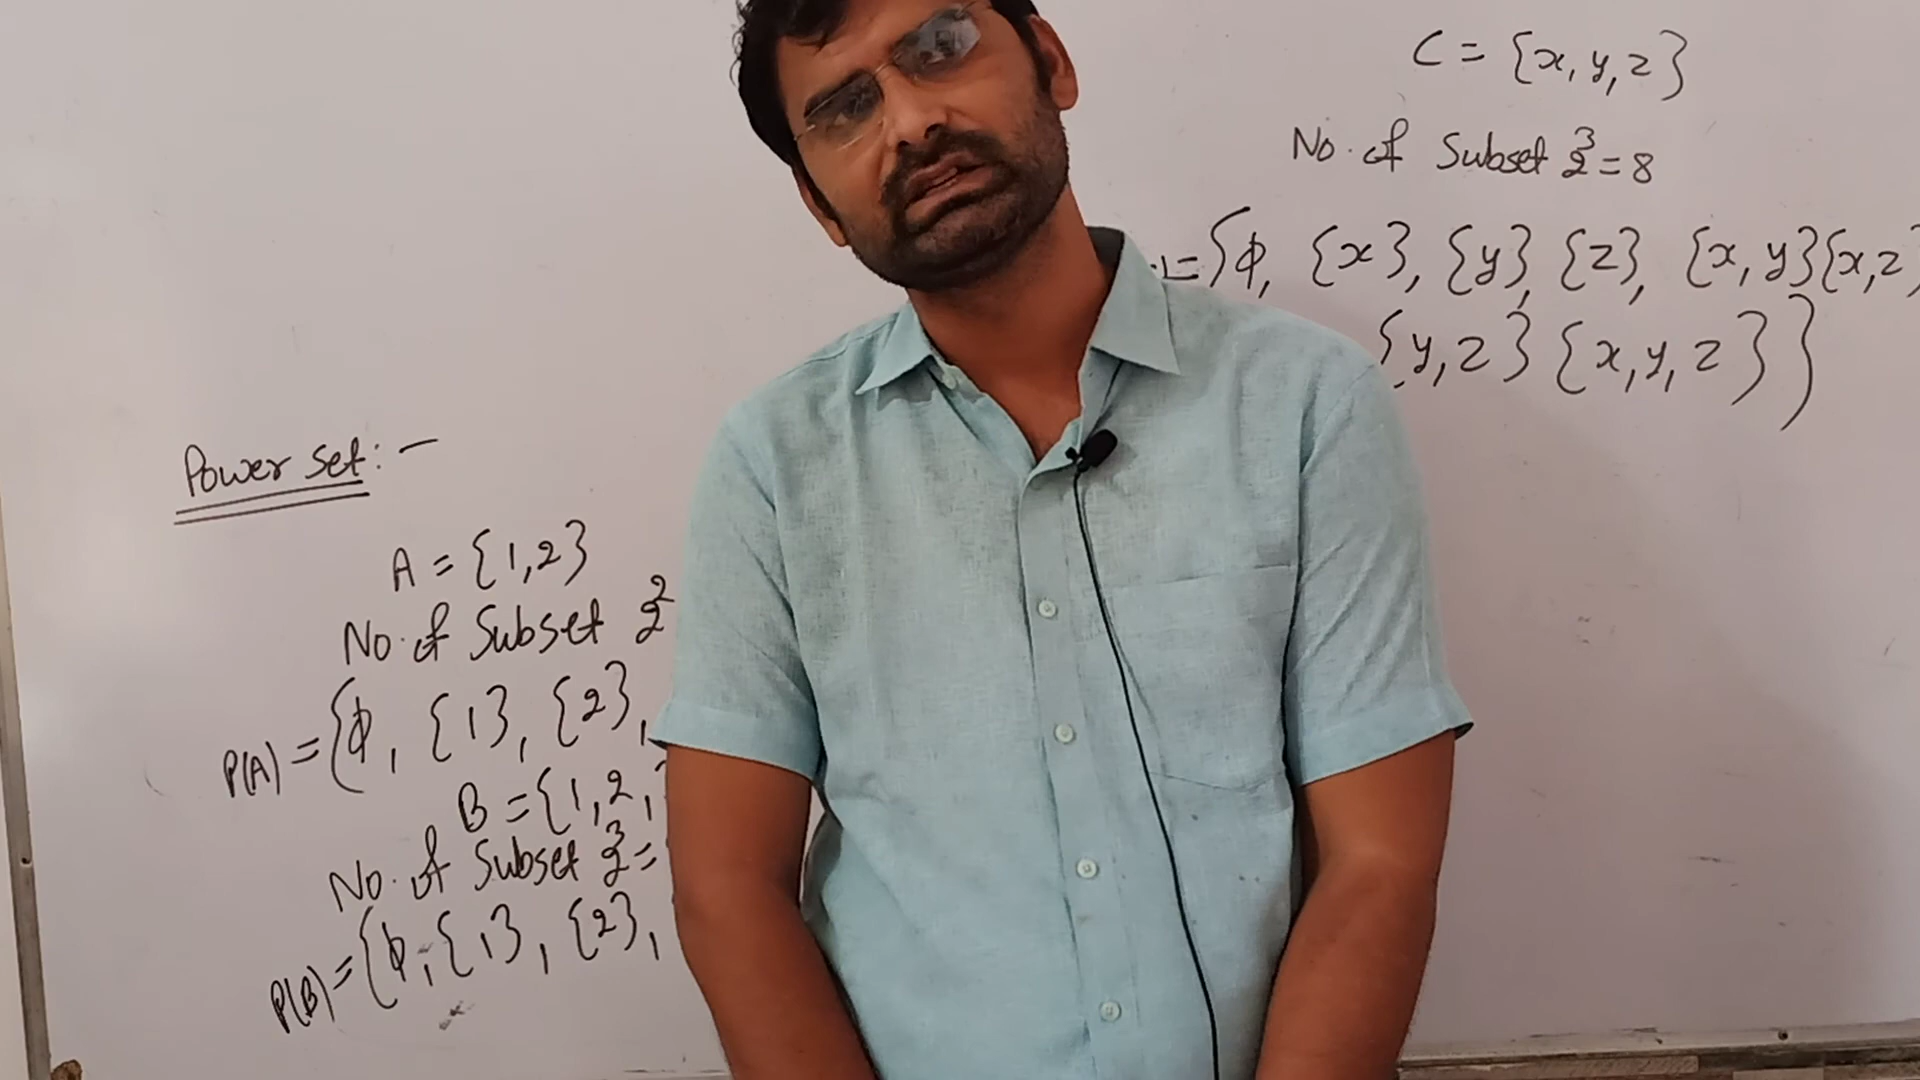 Power set:-
A = {1,2}
No. of Subset 2²
P(A) = {ϕ, {1}, {2},
B = {1,2,
No. of Subset 2³ =
P(B) = {ϕ, {1}, {2},
C = {x, y, z}
No. of Subset 2³ = 8
= {ϕ, {x}, {y}, {z}, {x, y} {x,z}
{y,z} {x,y,z}}